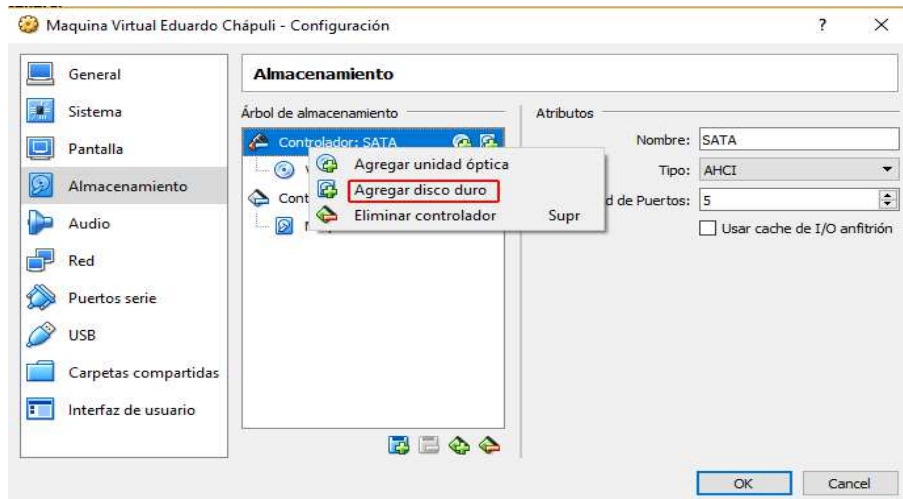 Maquina Virtual Eduardo Chápuli - Configuración
General
Sistema
Pantalla
Almacenamiento
Audio
Red
Puertos serie
USB
Carpetas compartidas
Interfaz de usuario
Almacenamiento
Árbol de almacenamiento
Controlador: SATA
Cont
Agregar unidad óptica
Agregar disco duro
Eliminar controlador Supr
Atributos
Nombre: SATA
Tipo: AHCI
d de Puertos: 5
Usar cache de I/O anfitrión
OK
Cancel